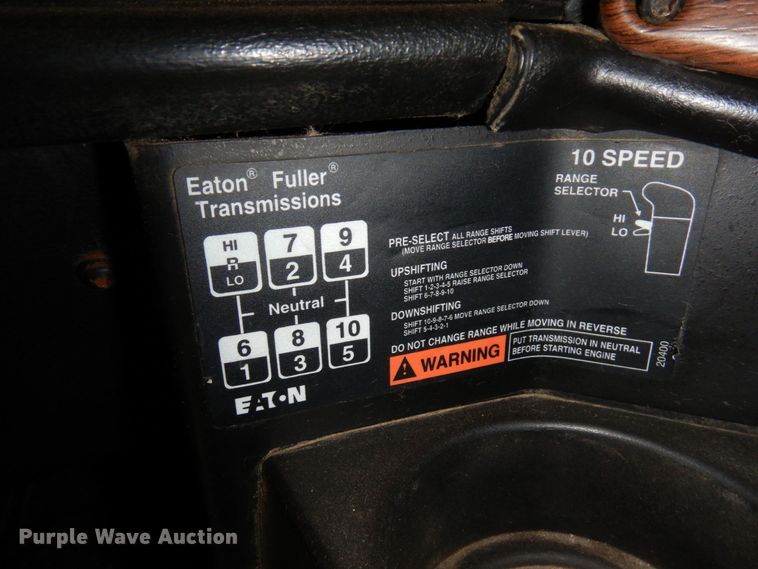 Eaton® Fuller®
Transmissions
10 SPEED
RANGE
SELECTOR
HI
LO
HI
R
LO
7
2
9
4
Neutral
6
1
8
3
10
5
EATON
PRE-SELECT ALL RANGE SHIFTS
(MOVE RANGE SELECTOR BEFORE MOVING SHIFT LEVER)
UPSHIFTING
START WITH RANGE SELECTOR DOWN
SHIFT 1-2-3-4-5 RAISE RANGE SELECTOR
SHIFT 6-7-8-9-10
DOWNSHIFTING
SHIFT 10-9-8-7-6 MOVE RANGE SELECTOR DOWN
SHIFT 5-4-3-2-1
DO NOT CHANGE RANGE WHILE MOVING IN REVERSE
WARNING
PUT TRANSMISSION IN NEUTRAL
BEFORE STARTING ENGINE
20400
Purple Wave Auction